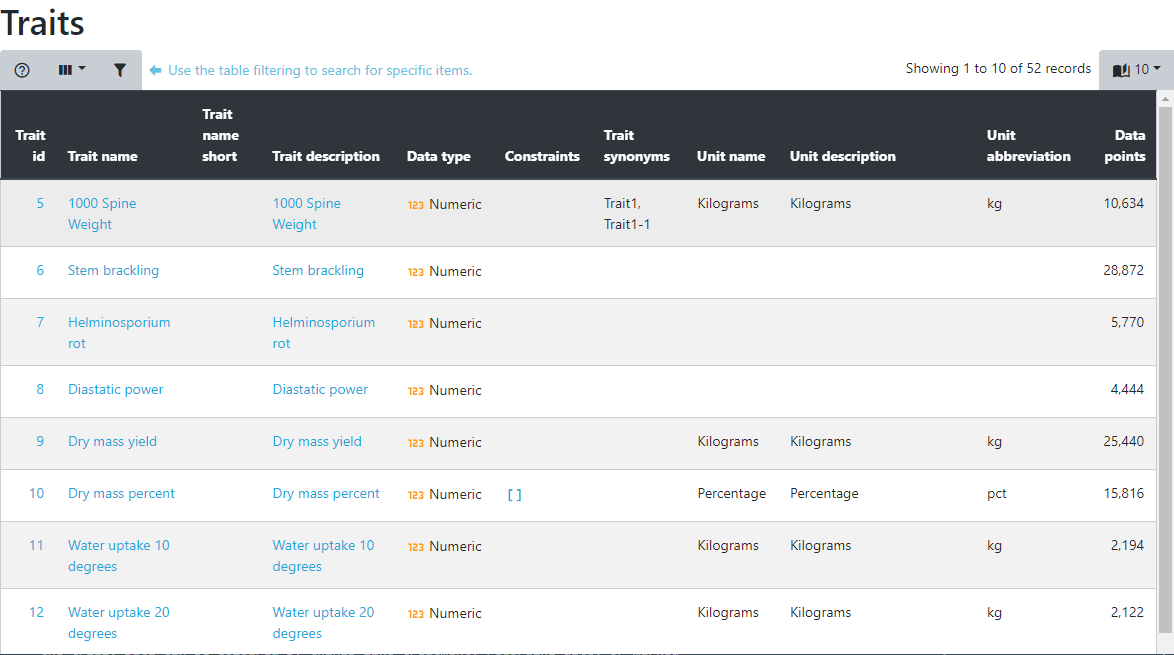 Traits
Use the table filtering to search for specific items.
Showing 1 to 10 of 52 records
10
Trait id
Trait name
Trait name short
Trait description
Data type
Constraints
Trait synonyms
Unit name
Unit description
Unit abbreviation
Data points
5 1000 Spine Weight 1000 Spine Weight 123 Numeric Trait1, Trait1-1 Kilograms Kilograms kg 10,634
6 Stem brackling Stem brackling 123 Numeric 28,872
7 Helminosporium rot Helminosporium rot 123 Numeric 5,770
8 Diastatic power Diastatic power 123 Numeric 4,444
9 Dry mass yield Dry mass yield 123 Numeric Kilograms Kilograms kg 25,440
10 Dry mass percent Dry mass percent 123 Numeric [ ] Percentage Percentage pct 15,816
11 Water uptake 10 degrees Water uptake 10 degrees 123 Numeric Kilograms Kilograms kg 2,194
12 Water uptake 20 degrees Water uptake 20 degrees 123 Numeric Kilograms Kilograms kg 2,122